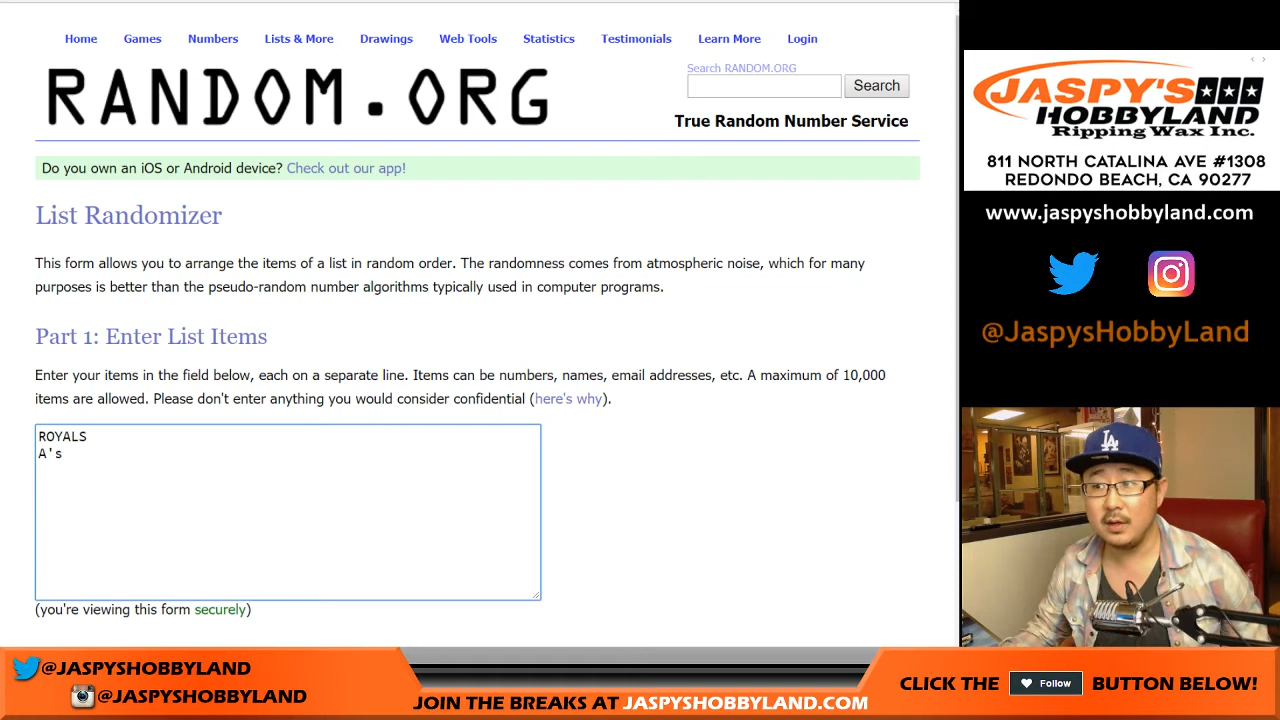 Home Games Numbers Lists & More Drawings Web Tools Statistics Testimonials Learn More Login
RANDOM.ORG
Search RANDOM.ORG
Search
True Random Number Service
Do you own an iOS or Android device? Check out our app!
List Randomizer
This form allows you to arrange the items of a list in random order. The randomness comes from atmospheric noise, which for many
purposes is better than the pseudo-random number algorithms typically used in computer programs.
Part 1: Enter List Items
Enter your items in the field below, each on a separate line. Items can be numbers, names, email addresses, etc. A maximum of 10,000
items are allowed. Please don't enter anything you would consider confidential (here's why).
ROYALS
A's
(you're viewing this form securely)
JASPY'S
HOBBYLAND
Ripping Wax Inc.
811 NORTH CATALINA AVE #1308
REDONDO BEACH, CA 90277
www.jaspyshobbyland.com
@JaspysHobbyLand
LA
@JASPYSHOBBYLAND
@JASPYSHOBBYLAND
JOIN THE BREAKS AT JASPYSHOBBYLAND.COM
CLICK THE Follow BUTTON BELOW!